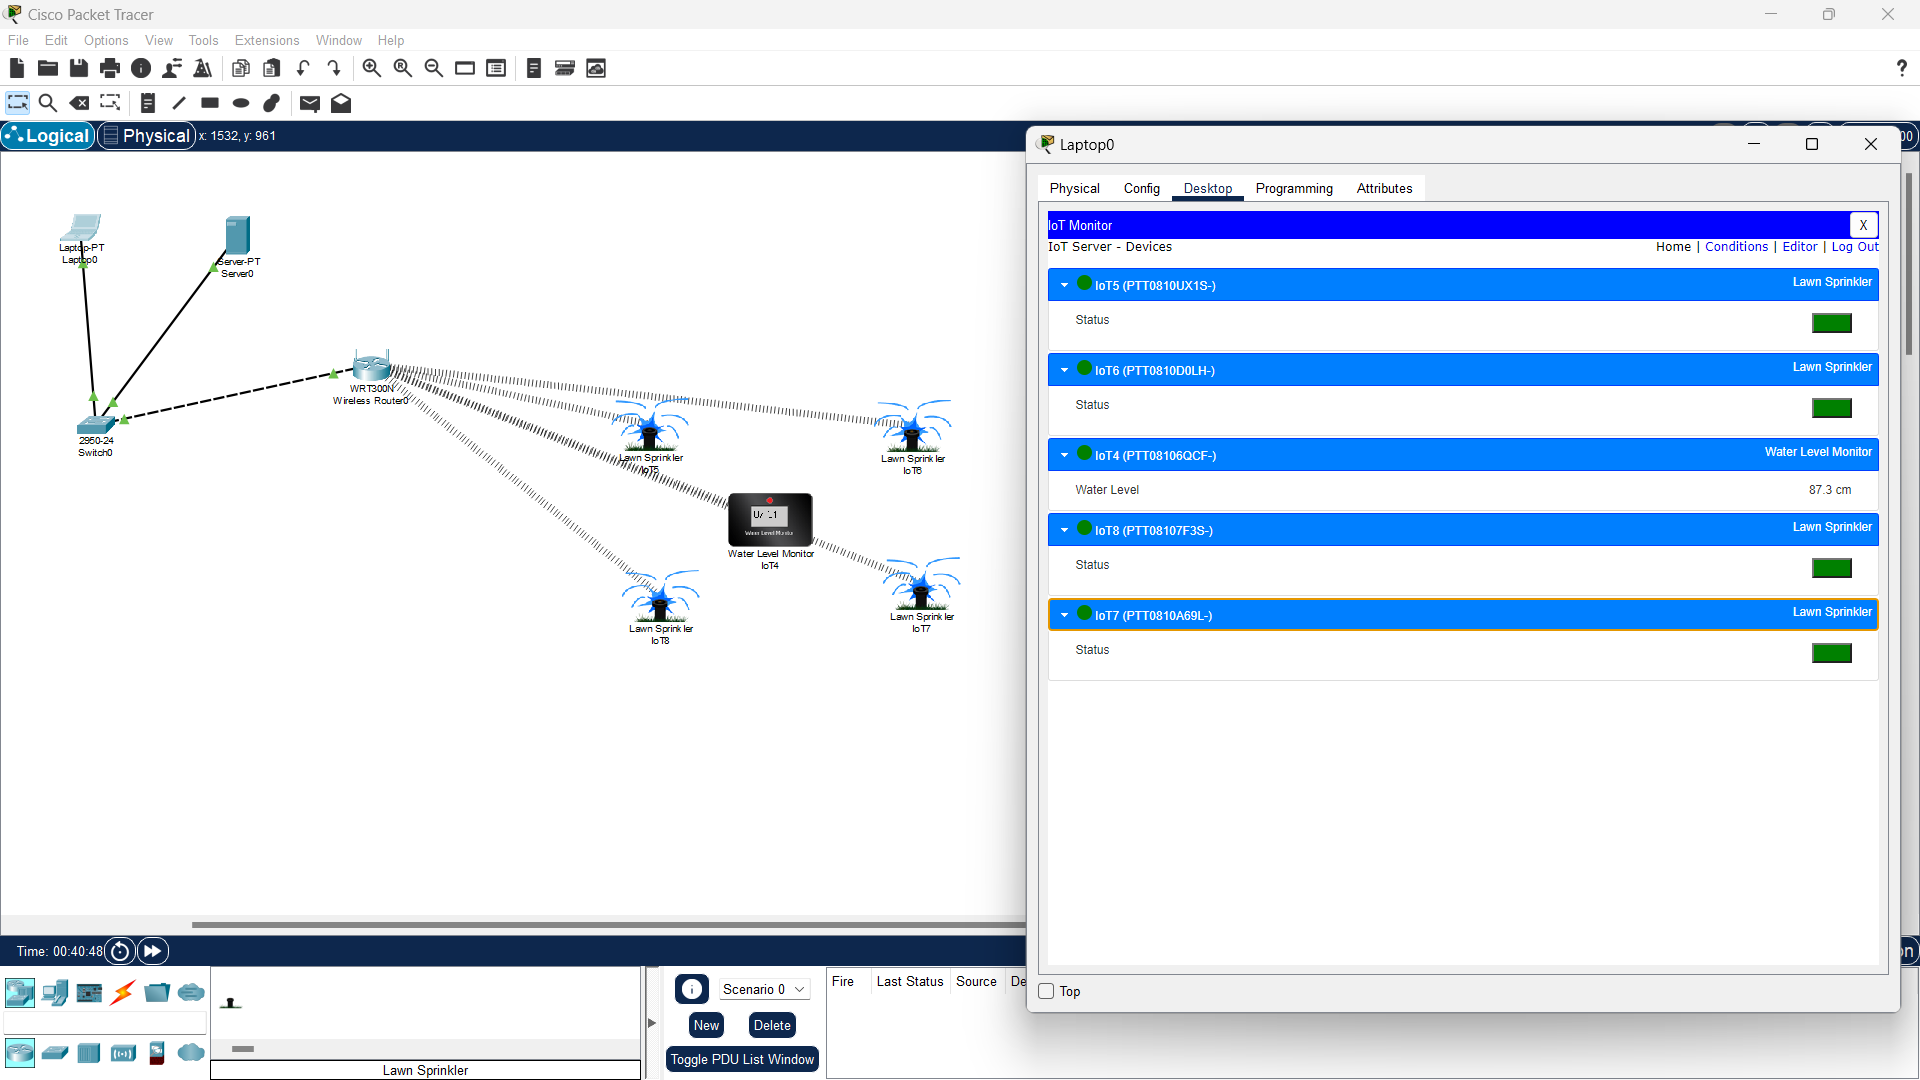 Cisco Packet Tracer
File Edit Options View Tools Extensions Window Help
?
Logical Physical x: 1532, y: 961
00
Laptop-PT
Laptop0
Server-PT
Server0
WRT300N
Wireless Router0
2950-24
Switch0
Lawn Sprinkler
IoT5
Lawn Sprinkler
IoT6
Water Level Monitor
Water Level Monitor
IoT4
Lawn Sprinkler
IoT8
Lawn Sprinkler
IoT7
Laptop0
Physical Config Desktop Programming Attributes
IoT Monitor X
IoT Server - Devices Home | Conditions | Editor | Log Out
IoT5 (PTT0810UX1S-) Lawn Sprinkler
Status
IoT6 (PTT0810D0LH-) Lawn Sprinkler
Status
IoT4 (PTT08106QCF-) Water Level Monitor
Water Level 87.3 cm
IoT8 (PTT08107F3S-) Lawn Sprinkler
Status
IoT7 (PTT0810A69L-) Lawn Sprinkler
Status
Top
Time: 00:40:48
on
Scenario 0
New Delete
Toggle PDU List Window
Fire Last Status Source De
Lawn Sprinkler